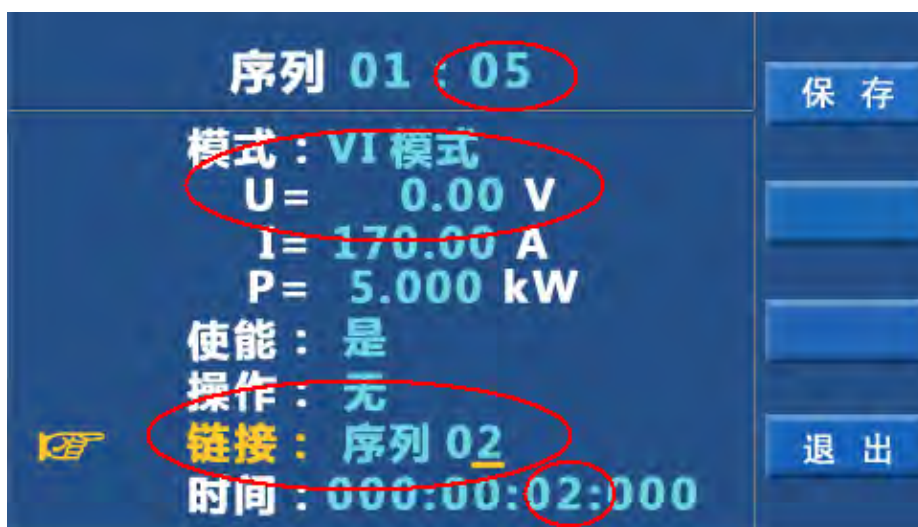 序列 01 : 05
保 存
模式：VI 模式
U= 0.00 V
I= 170.00 A
P= 5.000 kW
使能：是
操作：无
链接：序列 02
退 出
时间：000:00:02:000